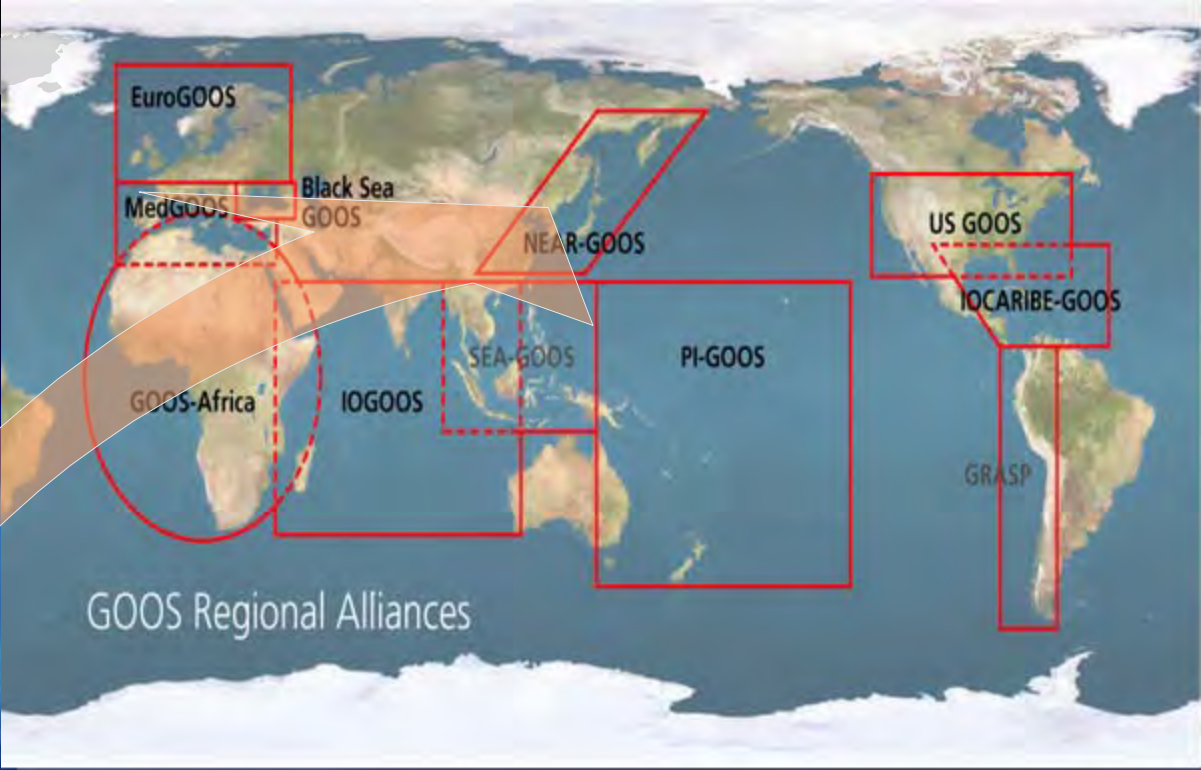 EuroGOOS
Black Sea
GOOS
MedGOOS
NEAR-GOOS
US GOOS
IOCARIBE-GOOS
SEA-GOOS
PI-GOOS
GOOS-Africa
IOGOOS
GRASP
GOOS Regional Alliances